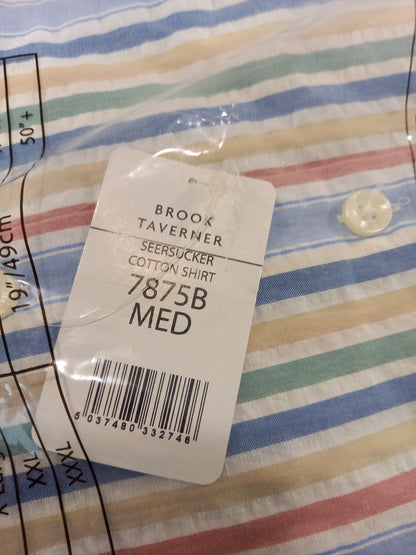 BROOK
TAVERNER
SEERSUCKER
COTTON SHIRT
7875B
MED
5 037480 332746
50"+
19"/49cm
XXL
XXXL